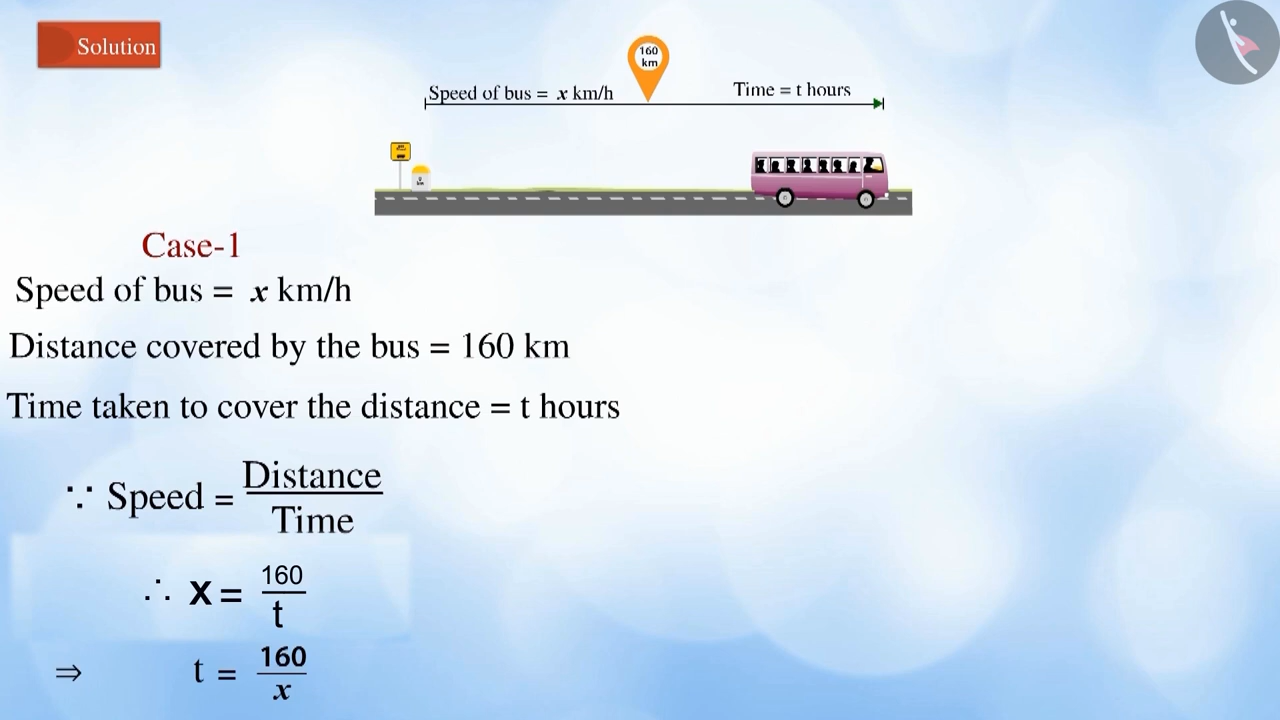 Solution
160
km
Speed of bus = x km/h
Time = t hours
Case-1
Speed of bus = x km/h
Distance covered by the bus = 160 km
Time taken to cover the distance = t hours
∵ Speed = Distance
Time
∴ x = 160
t
⇒ t = 160
x